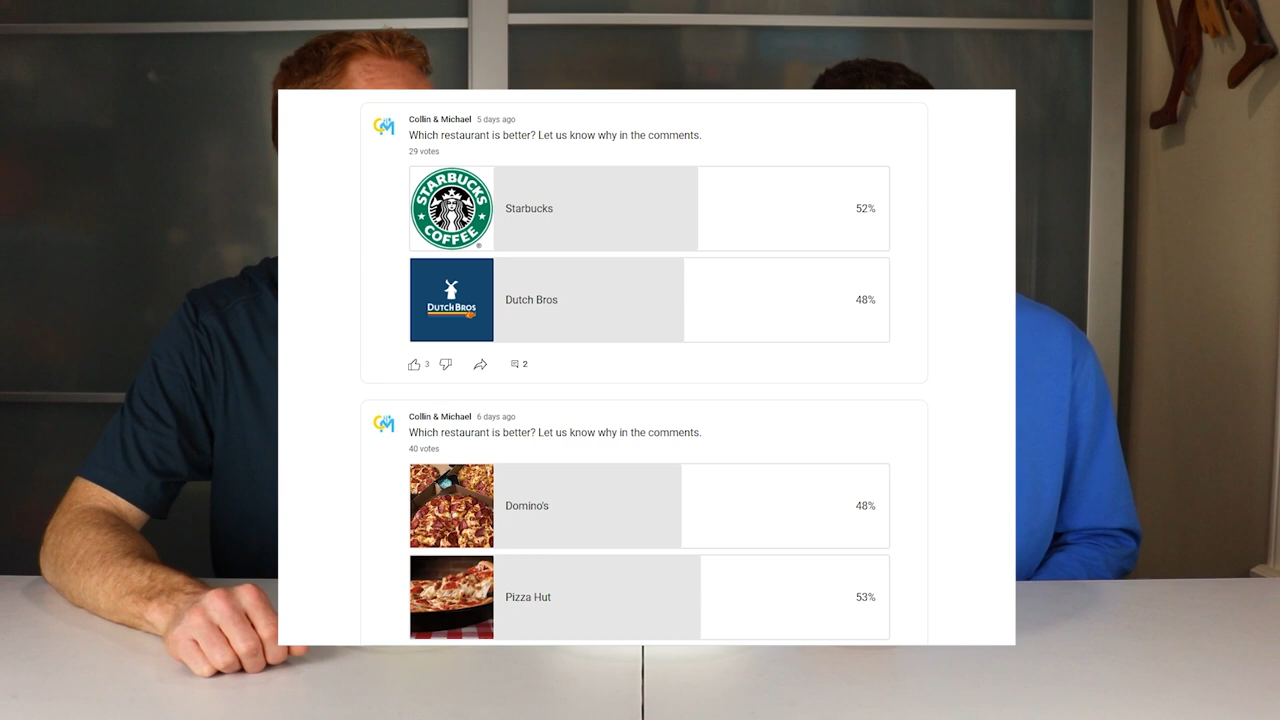 Collin & Michael 5 days ago
Which restaurant is better? Let us know why in the comments.
29 votes
STARBUCKS
COFFEE
Starbucks
52%
DUTCH BROS
Dutch Bros
48%
3
2
Collin & Michael 6 days ago
Which restaurant is better? Let us know why in the comments.
40 votes
Domino's
48%
Pizza Hut
53%